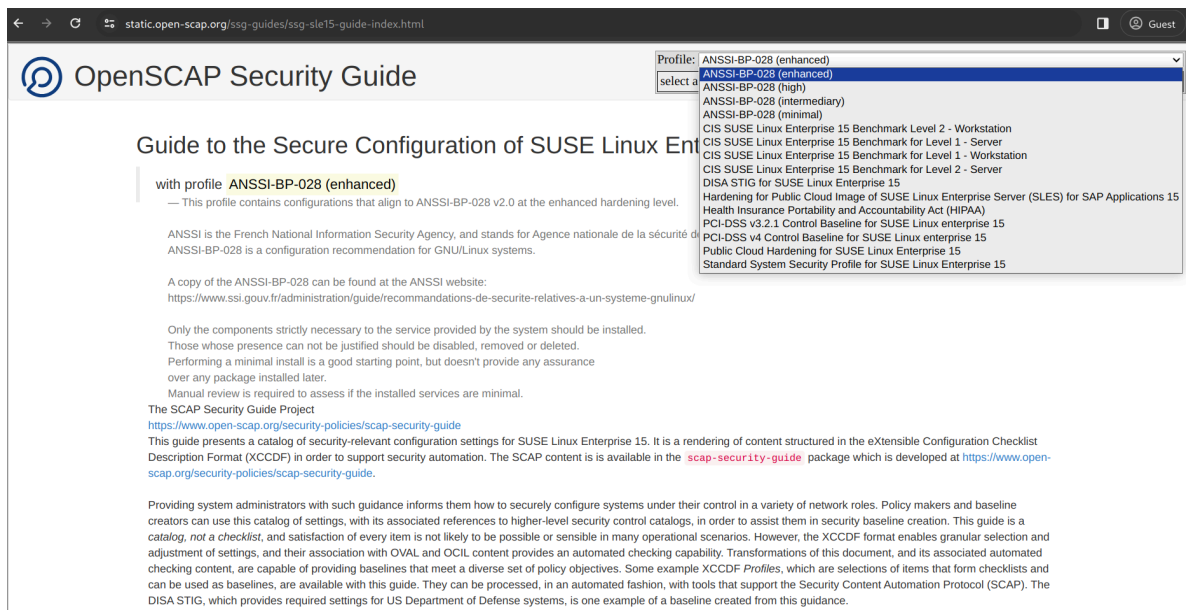 static.open-scap.org/ssg-guides/ssg-sle15-guide-index.html
Guest
OpenSCAP Security Guide
Profile: ANSSI-BP-028 (enhanced)
select a
ANSSI-BP-028 (enhanced)
ANSSI-BP-028 (high)
ANSSI-BP-028 (intermediary)
ANSSI-BP-028 (minimal)
CIS SUSE Linux Enterprise 15 Benchmark Level 2 - Workstation
CIS SUSE Linux Enterprise 15 Benchmark for Level 1 - Server
CIS SUSE Linux Enterprise 15 Benchmark for Level 1 - Workstation
CIS SUSE Linux Enterprise 15 Benchmark for Level 2 - Server
DISA STIG for SUSE Linux Enterprise 15
Hardening for Public Cloud Image of SUSE Linux Enterprise Server (SLES) for SAP Applications 15
Health Insurance Portability and Accountability Act (HIPAA)
PCI-DSS v3.2.1 Control Baseline for SUSE Linux enterprise 15
PCI-DSS v4 Control Baseline for SUSE Linux enterprise 15
Public Cloud Hardening for SUSE Linux Enterprise 15
Standard System Security Profile for SUSE Linux Enterprise 15
Guide to the Secure Configuration of SUSE Linux Ent
with profile ANSSI-BP-028 (enhanced)
— This profile contains configurations that align to ANSSI-BP-028 v2.0 at the enhanced hardening level.
ANSSI is the French National Information Security Agency, and stands for Agence nationale de la sécurité de
ANSSI-BP-028 is a configuration recommendation for GNU/Linux systems.
A copy of the ANSSI-BP-028 can be found at the ANSSI website:
https://www.ssi.gouv.fr/administration/guide/recommandations-de-securite-relatives-a-un-systeme-gnulinux/
Only the components strictly necessary to the service provided by the system should be installed.
Those whose presence can not be justified should be disabled, removed or deleted.
Performing a minimal install is a good starting point, but doesn't provide any assurance
over any package installed later.
Manual review is required to assess if the installed services are minimal.
The SCAP Security Guide Project
https://www.open-scap.org/security-policies/scap-security-guide
This guide presents a catalog of security-relevant configuration settings for SUSE Linux Enterprise 15. It is a rendering of content structured in the eXtensible Configuration Checklist
Description Format (XCCDF) in order to support security automation. The SCAP content is is available in the scap-security-guide package which is developed at https://www.open-
scap.org/security-policies/scap-security-guide.
Providing system administrators with such guidance informs them how to securely configure systems under their control in a variety of network roles. Policy makers and baseline
creators can use this catalog of settings, with its associated references to higher-level security control catalogs, in order to assist them in security baseline creation. This guide is a
catalog, not a checklist, and satisfaction of every item is not likely to be possible or sensible in many operational scenarios. However, the XCCDF format enables granular selection and
adjustment of settings, and their association with OVAL and OCIL content provides an automated checking capability. Transformations of this document, and its associated automated
checking content, are capable of providing baselines that meet a diverse set of policy objectives. Some example XCCDF Profiles, which are selections of items that form checklists and
can be used as baselines, are available with this guide. They can be processed, in an automated fashion, with tools that support the Security Content Automation Protocol (SCAP). The
DISA STIG, which provides required settings for US Department of Defense systems, is one example of a baseline created from this guidance.